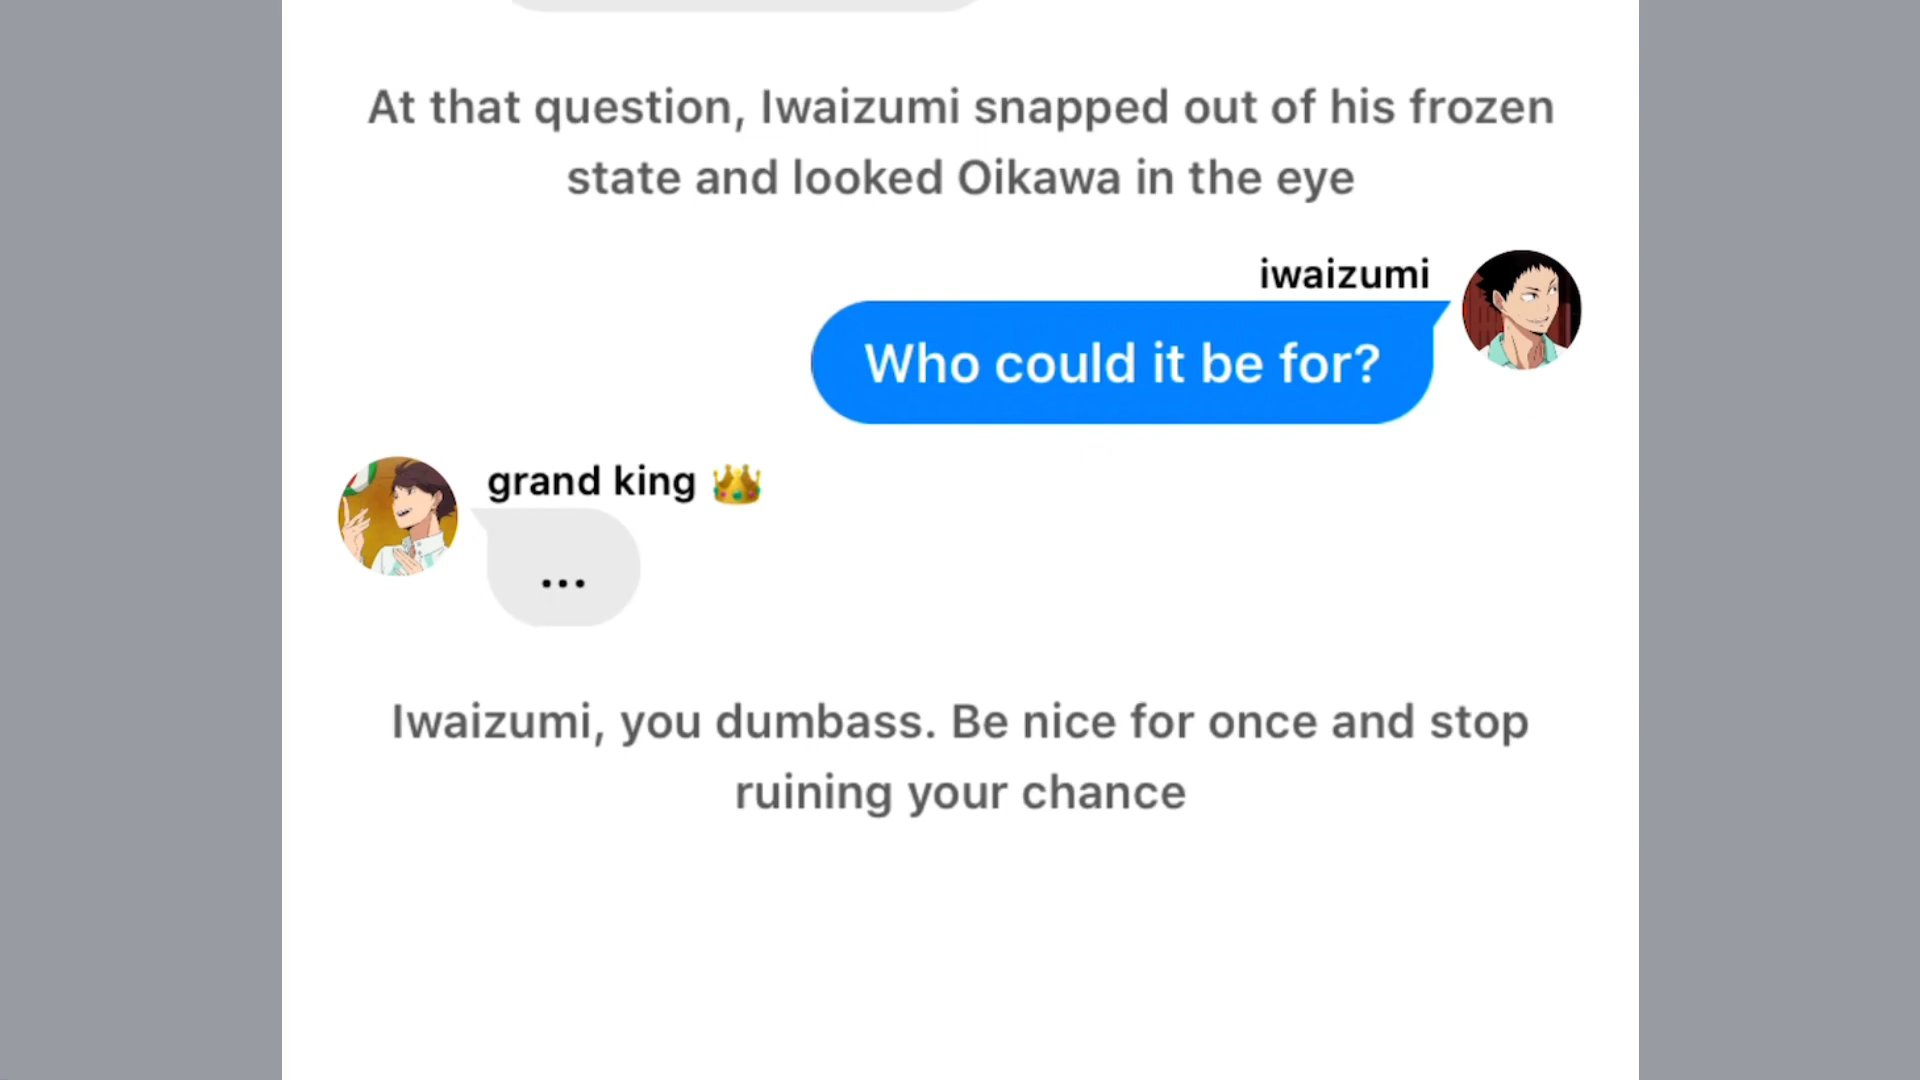 At that question, Iwaizumi snapped out of his frozen
state and looked Oikawa in the eye
iwaizumi
Who could it be for?
grand king 👑
...
Iwaizumi, you dumbass. Be nice for once and stop
ruining your chance